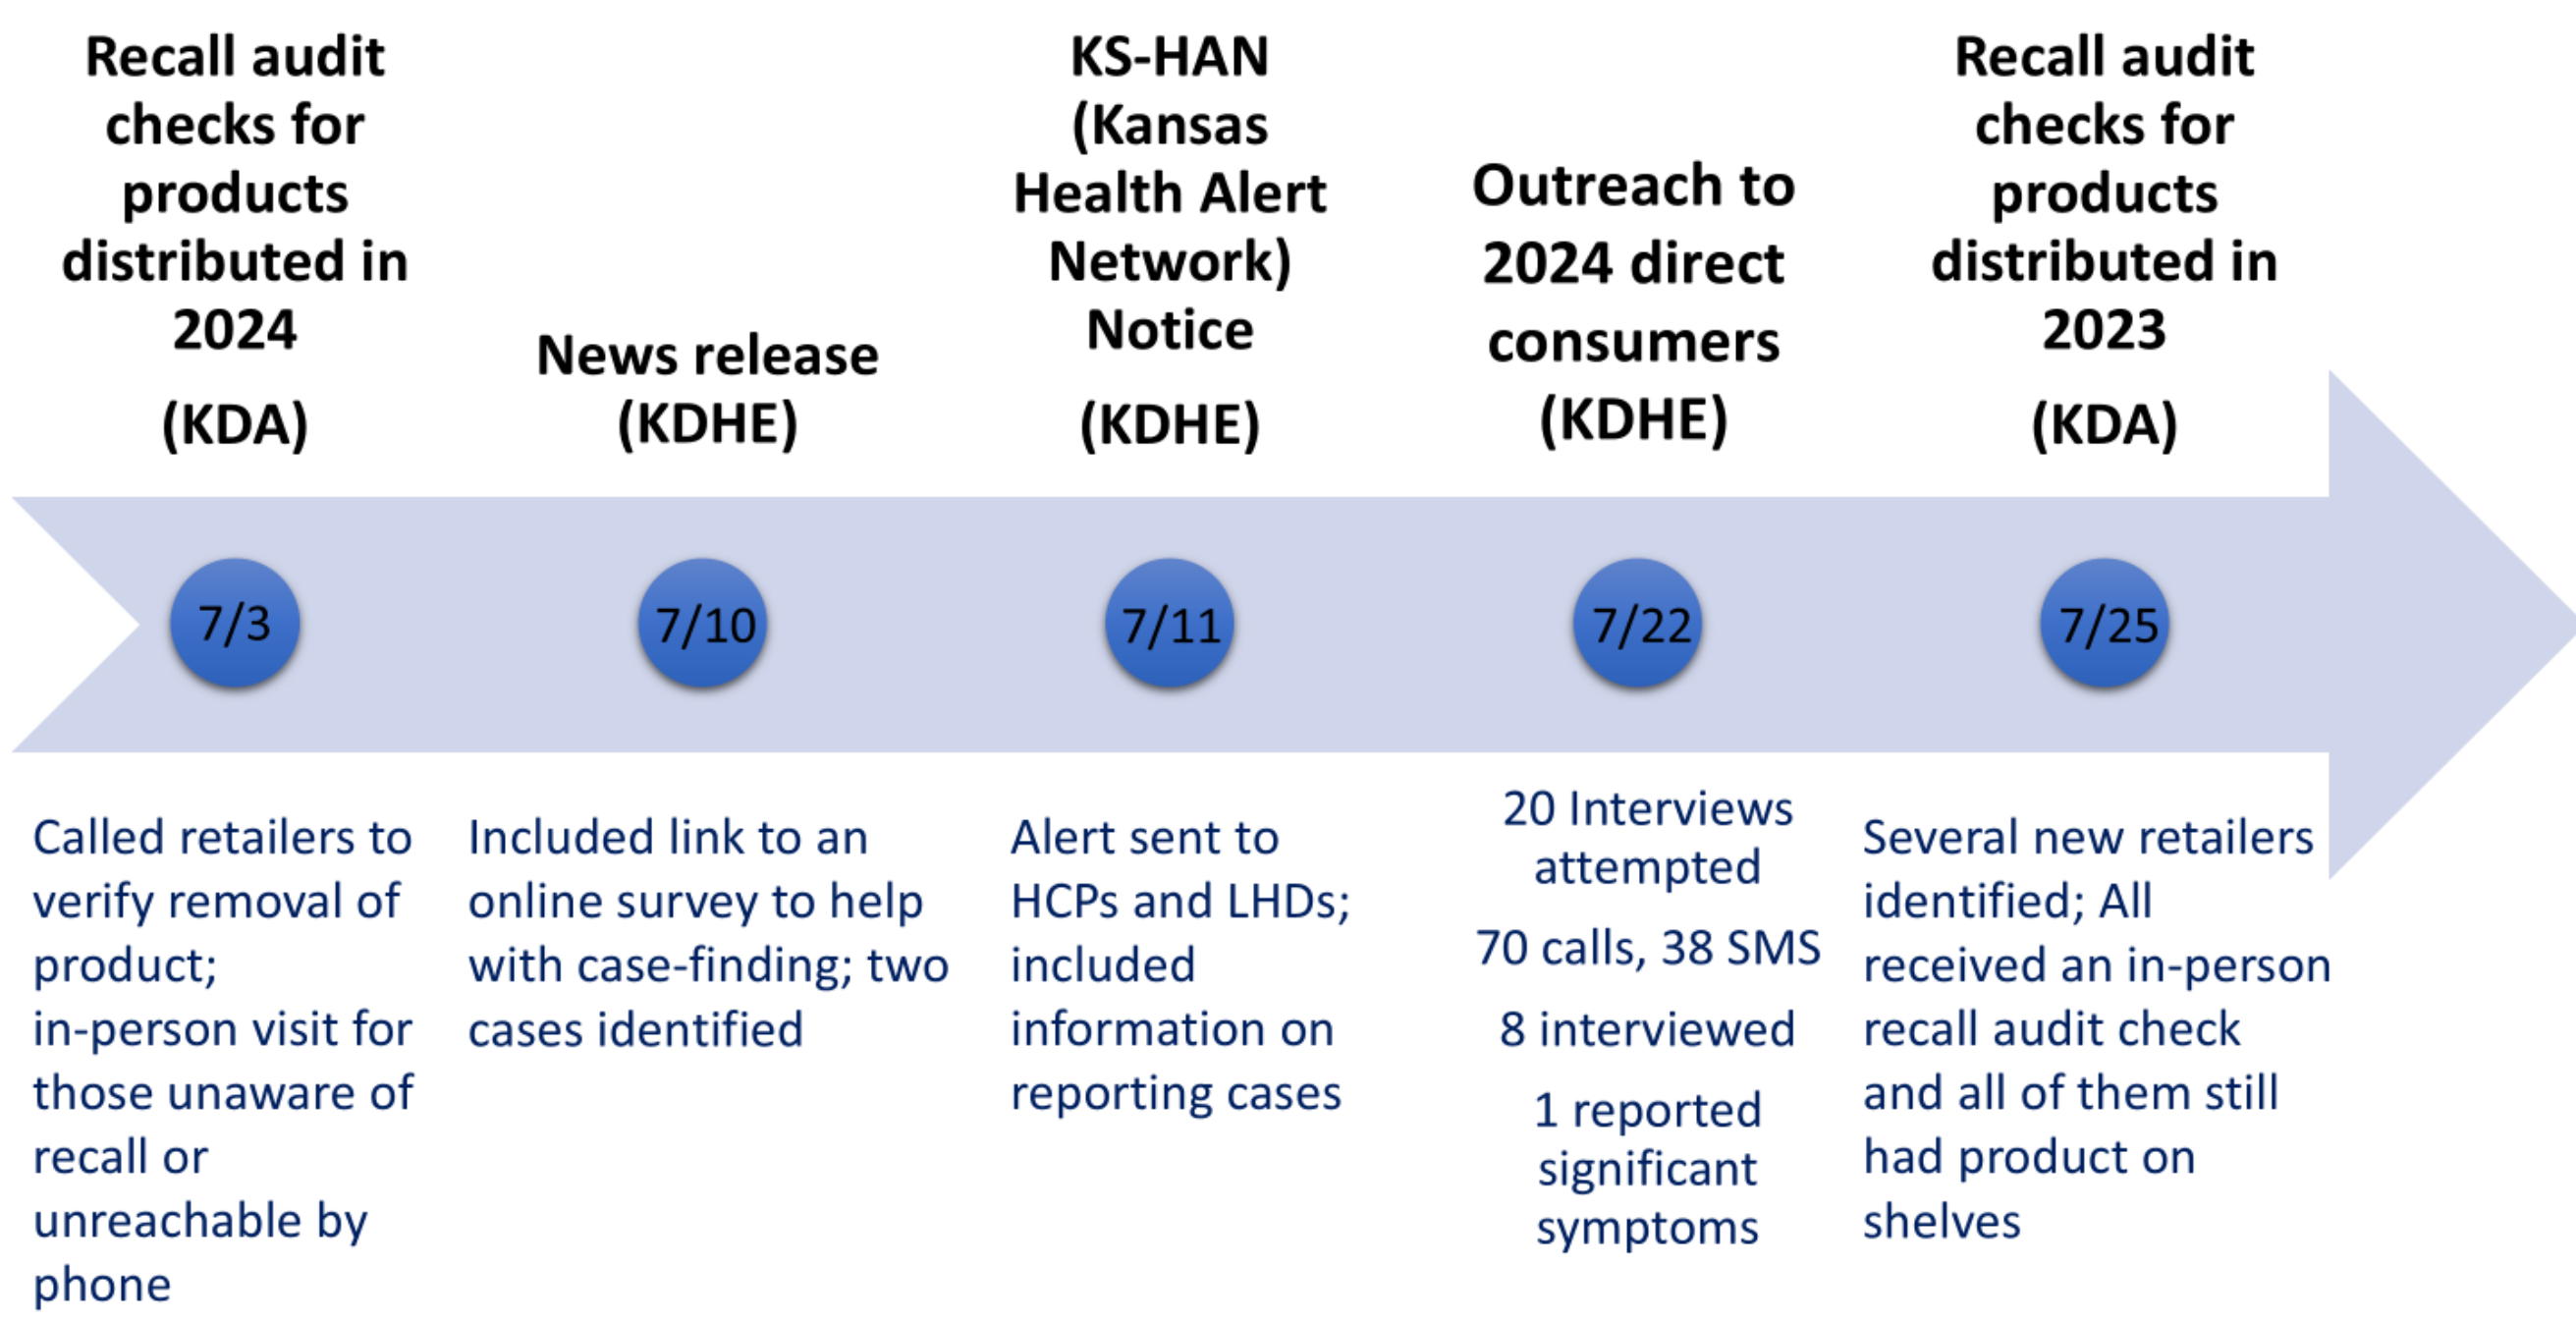 Recall audit
checks for
products
distributed in
2024
(KDA)
News release
(KDHE)
KS-HAN
(Kansas
Health Alert
Network)
Notice
(KDHE)
Outreach to
2024 direct
consumers
(KDHE)
Recall audit
checks for
products
distributed in
2023
(KDA)
7/3
7/10
7/11
7/22
7/25
Called retailers to
verify removal of
product;
in-person visit for
those unaware of
recall or
unreachable by
phone
Included link to an
online survey to help
with case-finding; two
cases identified
Alert sent to
HCPs and LHDs;
included
information on
reporting cases
20 Interviews
attempted
70 calls, 38 SMS
8 interviewed
1 reported
significant
symptoms
Several new retailers
identified; All
received an in-person
recall audit check
and all of them still
had product on
shelves